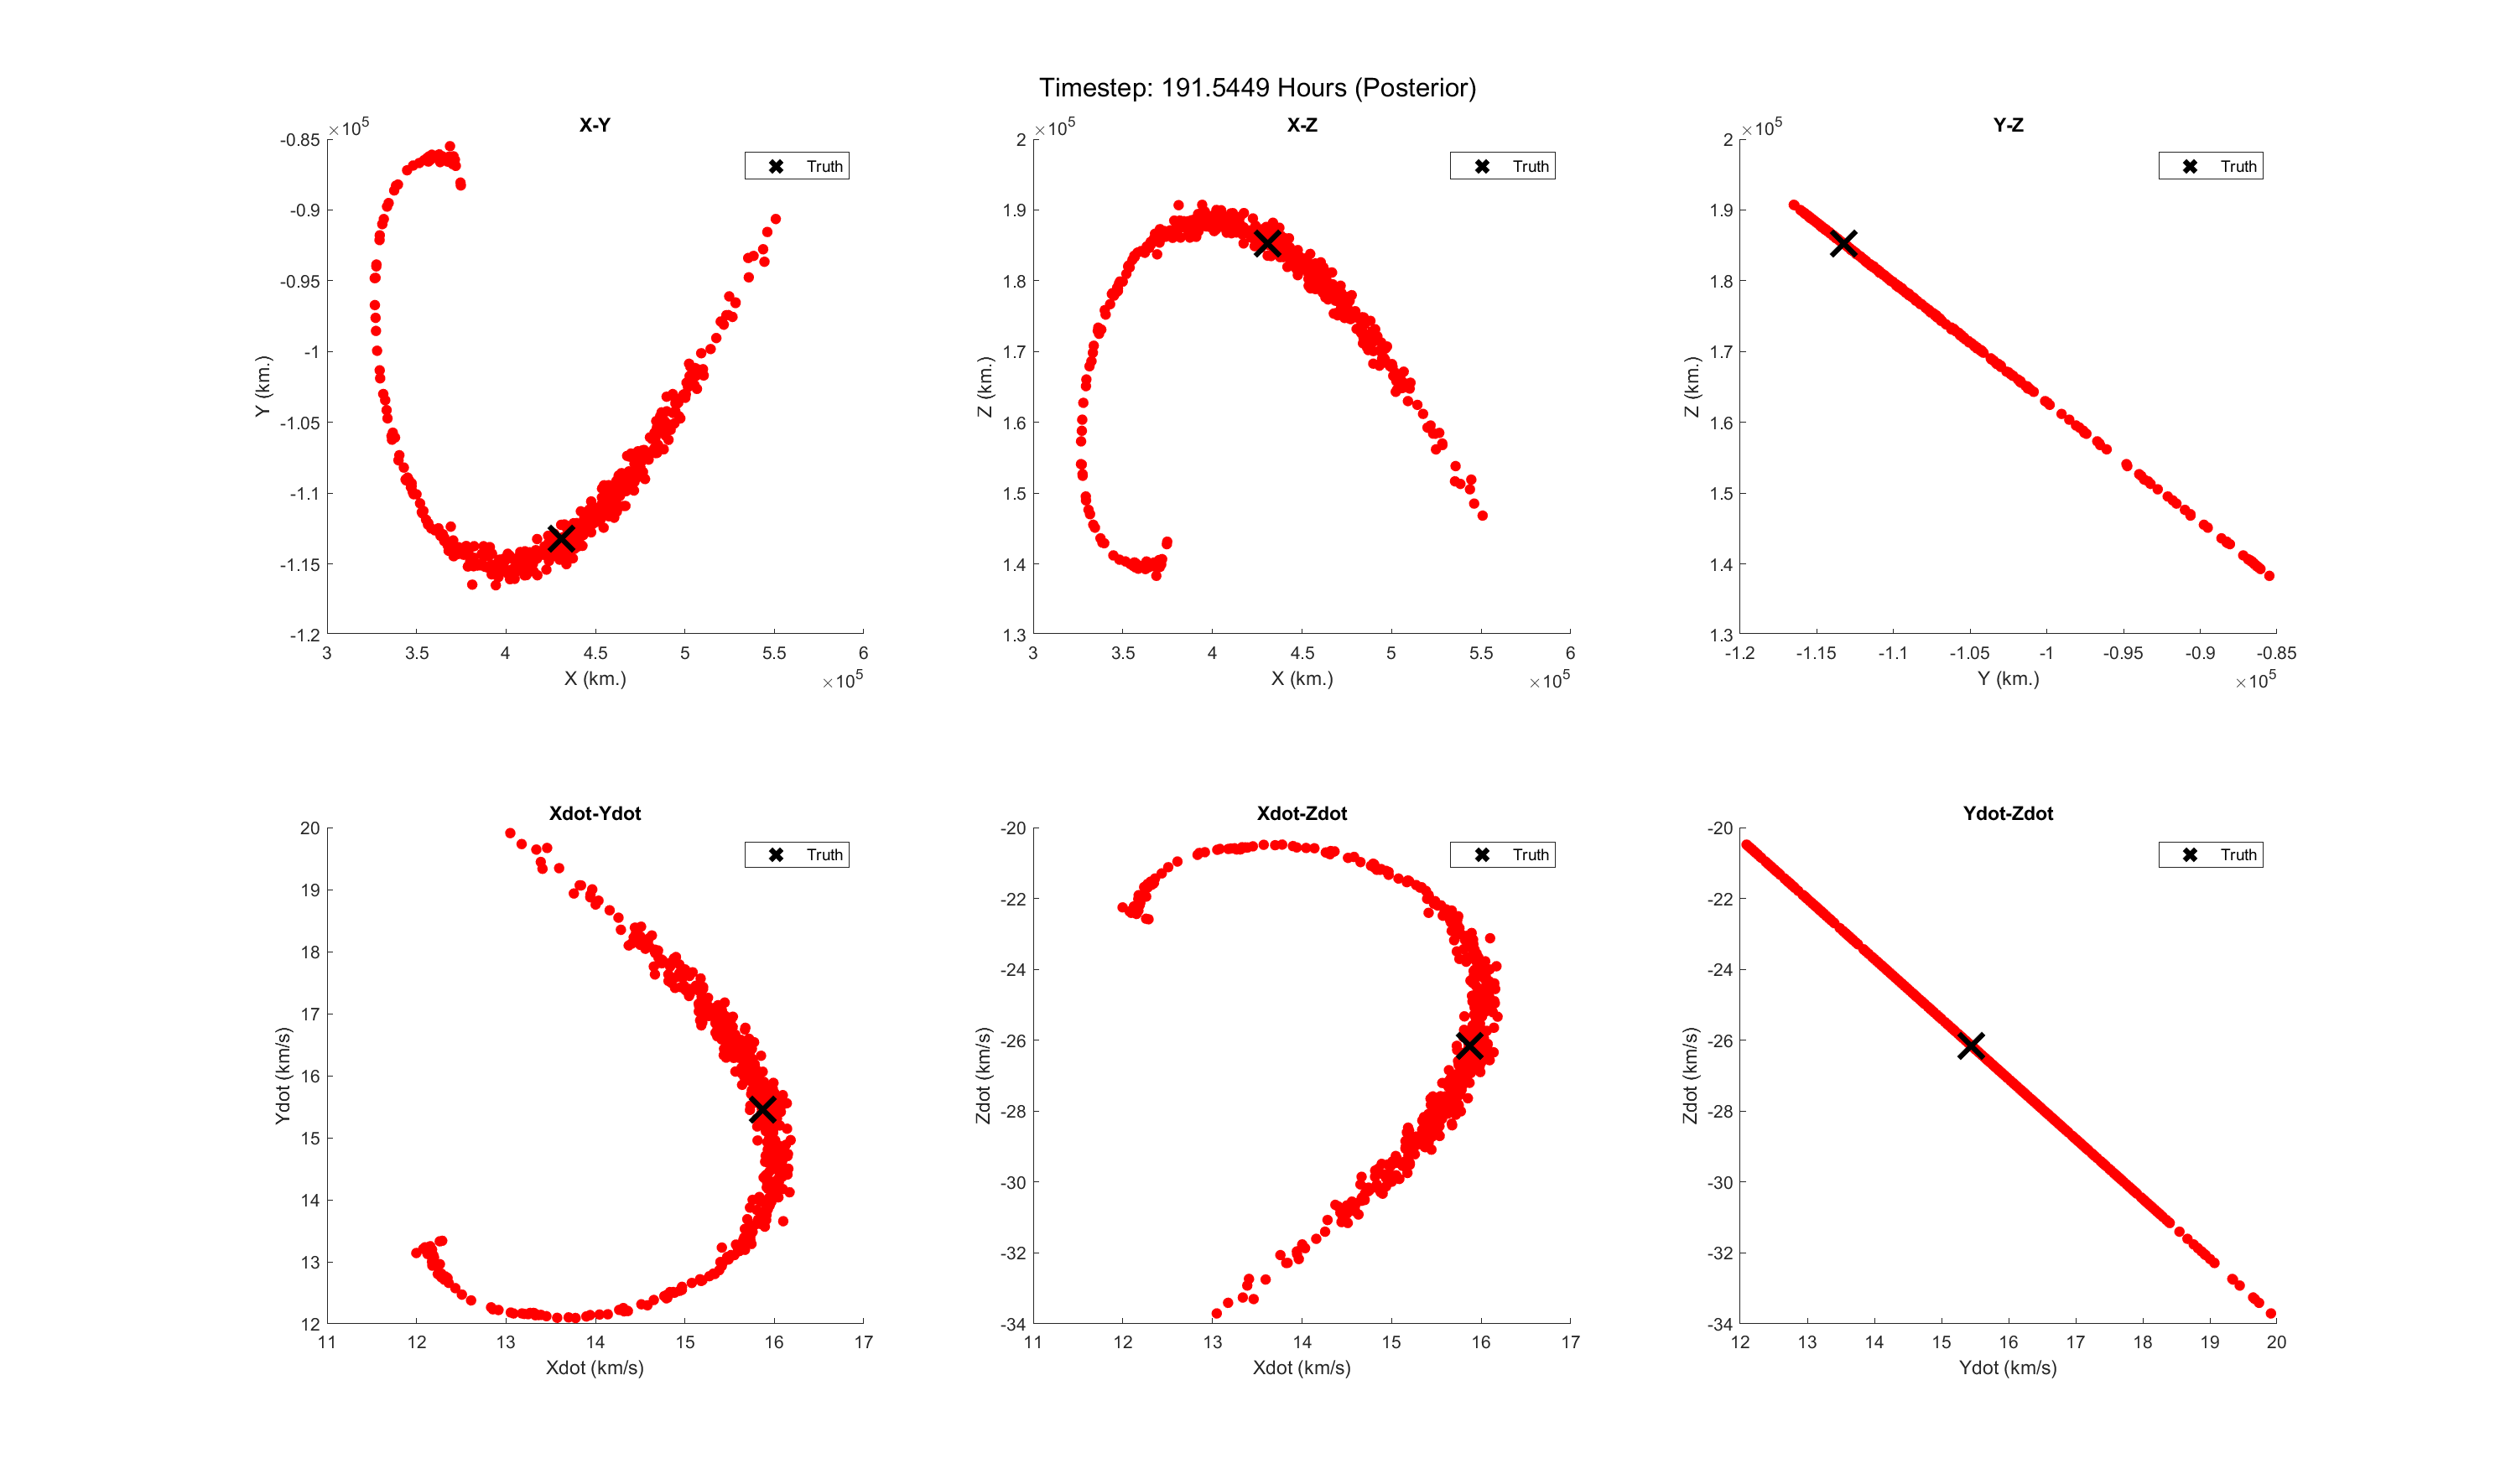 Timestep: 191.5449 Hours (Posterior)
X-Y
×10^5
-0.85
-0.9
-0.95
-1
-1.05
-1.1
-1.15
-1.2
Y (km.)
3 3.5 4 4.5 5 5.5 6
X (km.)
×10^5
Truth
X-Z
×10^5
2
1.9
1.8
1.7
1.6
1.5
1.4
1.3
Z (km.)
3 3.5 4 4.5 5 5.5 6
X (km.)
×10^5
Truth
Y-Z
×10^5
2
1.9
1.8
1.7
1.6
1.5
1.4
1.3
Z (km.)
-1.2 -1.15 -1.1 -1.05 -1 -0.95 -0.9 -0.85
Y (km.)
×10^5
Truth
Xdot-Ydot
20
19
18
17
16
15
14
13
12
Ydot (km/s)
11 12 13 14 15 16 17
Xdot (km/s)
Truth
Xdot-Zdot
-20
-22
-24
-26
-28
-30
-32
-34
Zdot (km/s)
11 12 13 14 15 16 17
Xdot (km/s)
Truth
Ydot-Zdot
-20
-22
-24
-26
-28
-30
-32
-34
Zdot (km/s)
12 13 14 15 16 17 18 19 20
Ydot (km/s)
Truth